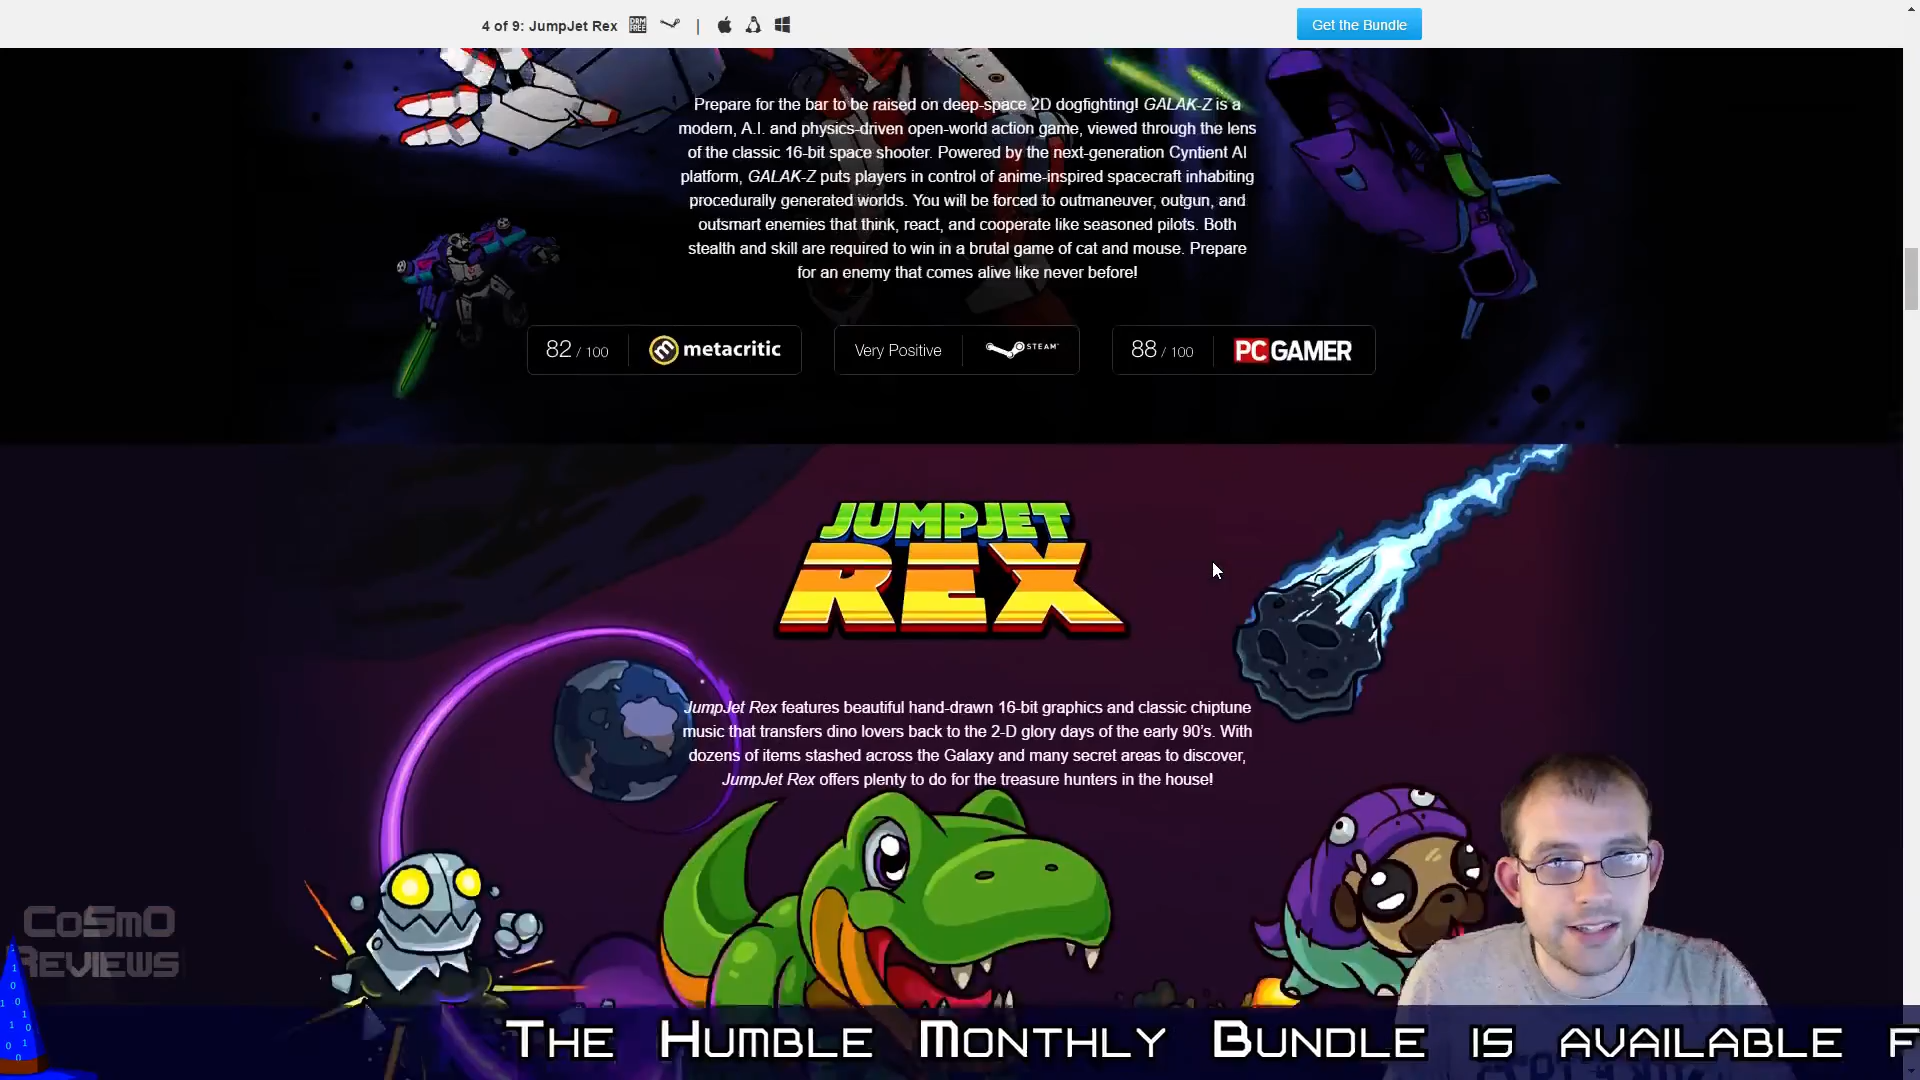 4 of 9: JumpJet Rex DRM FREE |
Get the Bundle
Prepare for the bar to be raised on deep-space 2D dogfighting! GALAK-Z is a
modern, A.I. and physics-driven open-world action game, viewed through the lens
of the classic 16-bit space shooter. Powered by the next-generation Cyntient AI
platform, GALAK-Z puts players in control of anime-inspired spacecraft inhabiting
procedurally generated worlds. You will be forced to outmaneuver, outgun, and
outsmart enemies that think, react, and cooperate like seasoned pilots. Both
stealth and skill are required to win in a brutal game of cat and mouse. Prepare
for an enemy that comes alive like never before!
82 / 100 metacritic
Very Positive STEAM
88 / 100 PC GAMER
JUMPJET
REX
JumpJet Rex features beautiful hand-drawn 16-bit graphics and classic chiptune
music that transfers dino lovers back to the 2-D glory days of the early 90's. With
dozens of items stashed across the Galaxy and many secret areas to discover,
JumpJet Rex offers plenty to do for the treasure hunters in the house!
CoSmO
Reviews
The Humble Monthly Bundle is available f